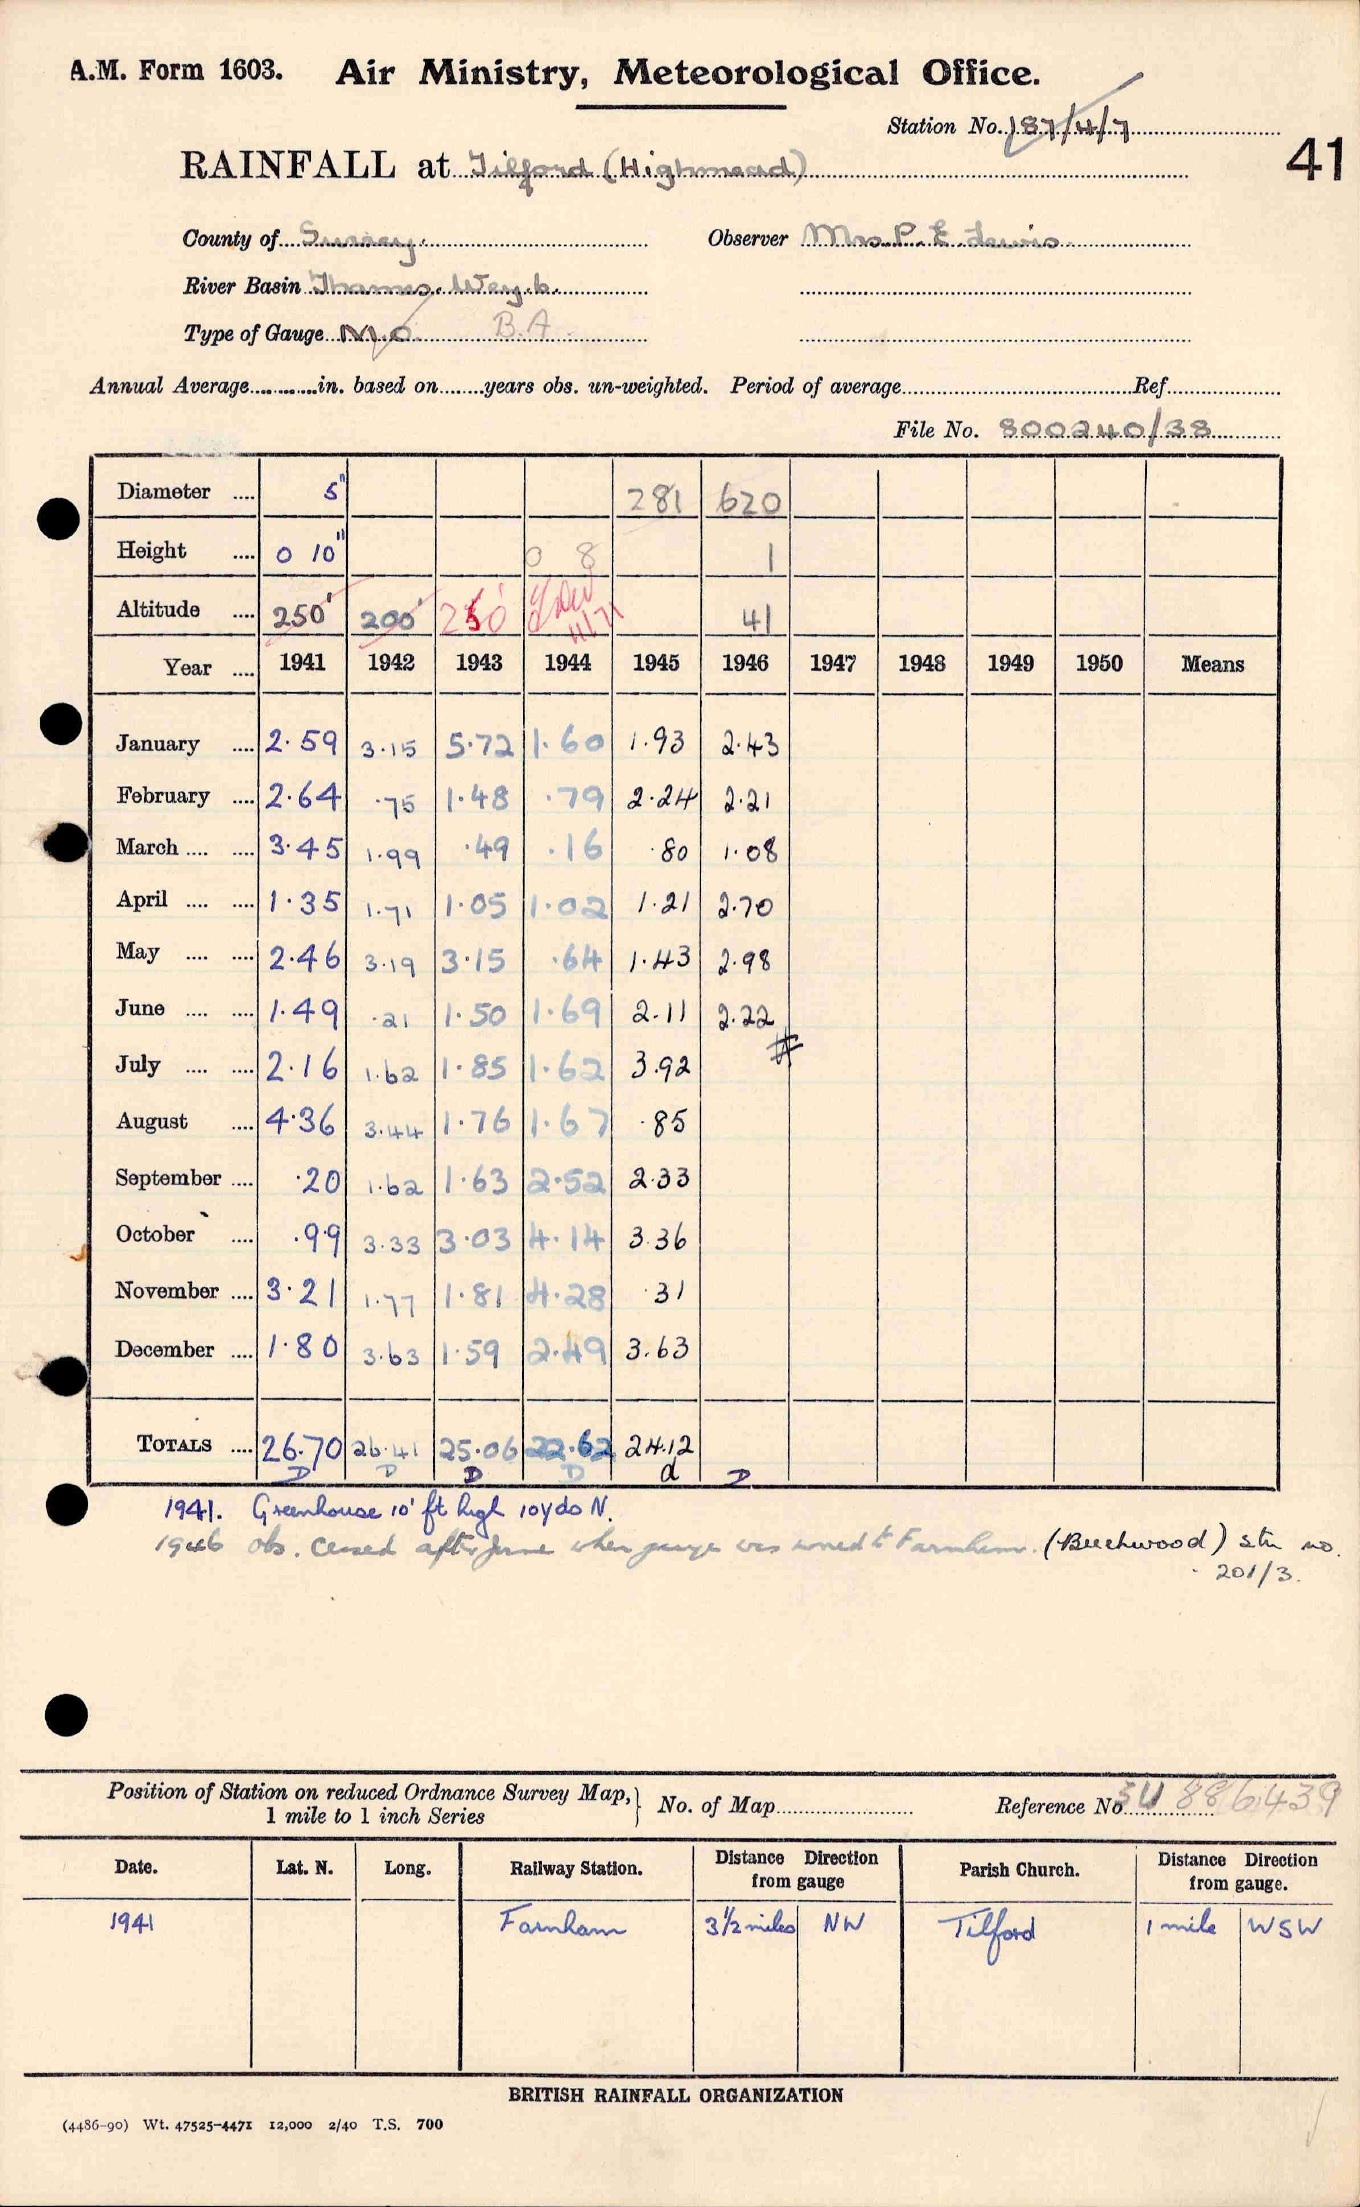 A.M. Form 1603. Air Ministry, Meteorological Office.
Station No. 187/4/7
41
RAINFALL at Tilford (Highmead)
County of Surrey. Observer Mrs. P. E. Lewis
River Basin Thames. Wey. b.
Type of Gauge M.O. B.A.
Annual Average............in. based on.......years obs. un-weighted. Period of average.......Ref.......
File No. 800240/38
Diameter .... 5" 281 620
Height .... 0 10" 0 8 1
Altitude .... 250' 200' 250' 41
Year .... 1941 1942 1943 1944 1945 1946 1947 1948 1949 1950 Means
January .... 2.59 3.15 5.72 1.60 1.93 2.43
February .... 2.64 .75 1.48 .79 2.24 2.21
March .... .... 3.45 1.99 .49 .16 .80 1.08
April .... .... 1.35 1.71 1.05 1.02 1.21 2.70
May .... .... 2.46 3.19 3.15 .64 1.43 2.98
June .... .... 1.49 .21 1.50 1.69 2.11 2.22
July .... .... 2.16 1.62 1.85 1.62 3.92
August .... 4.36 3.44 1.76 1.67 .85
September .... .20 1.62 1.63 2.52 2.33
October .... .99 3.33 3.03 4.14 3.36
November .... 3.21 1.77 1.81 4.28 .31
December .... 1.80 3.63 1.59 2.49 3.63
TOTALS .... 26.70 26.41 25.06 22.62 24.12
D D D D d D
1941. Greenhouse 10' ft high 10yds N.
1946 obs. ceased after June when gauge was moved to Farnham. (Beechwood) stn no.
201/3.
Position of Station on reduced Ordnance Survey Map, 1 mile to 1 inch Series } No. of Map....... Reference No. SU 886439
Date. Lat. N. Long. Railway Station. Distance Direction from gauge Parish Church. Distance Direction from gauge.
1941 Farnham 3½ miles NW Tilford 1 mile WSW
BRITISH RAINFALL ORGANIZATION
(4486-90) Wt. 47525-4471 12,000 2/40 T.S. 700